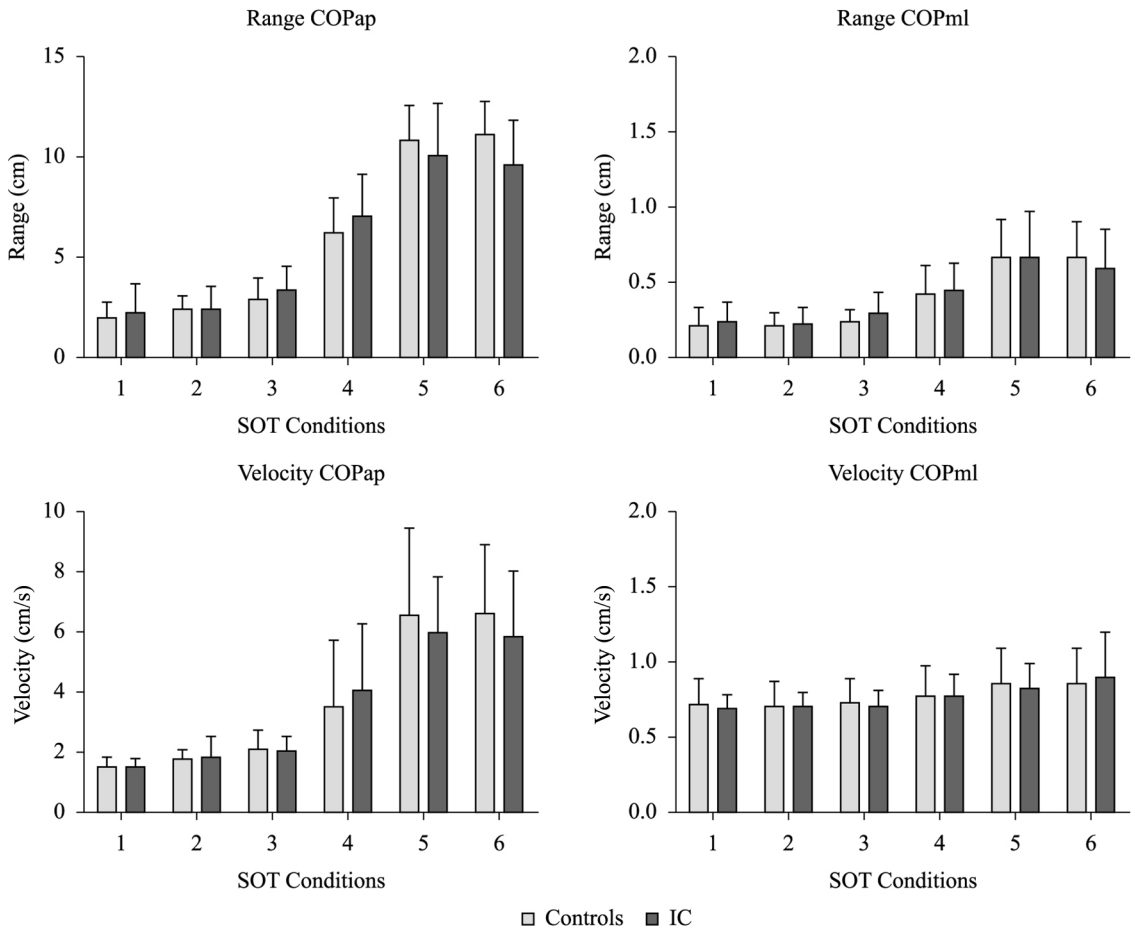 Range COPap
15
10
5
0
Range (cm)
1 2 3 4 5 6
SOT Conditions
Range COPml
2.0
1.5
1.0
0.5
0.0
Range (cm)
1 2 3 4 5 6
SOT Conditions
Velocity COPap
10
8
6
4
2
0
Velocity (cm/s)
1 2 3 4 5 6
SOT Conditions
Velocity COPml
2.0
1.5
1.0
0.5
0.0
Velocity (cm/s)
1 2 3 4 5 6
SOT Conditions
Controls IC